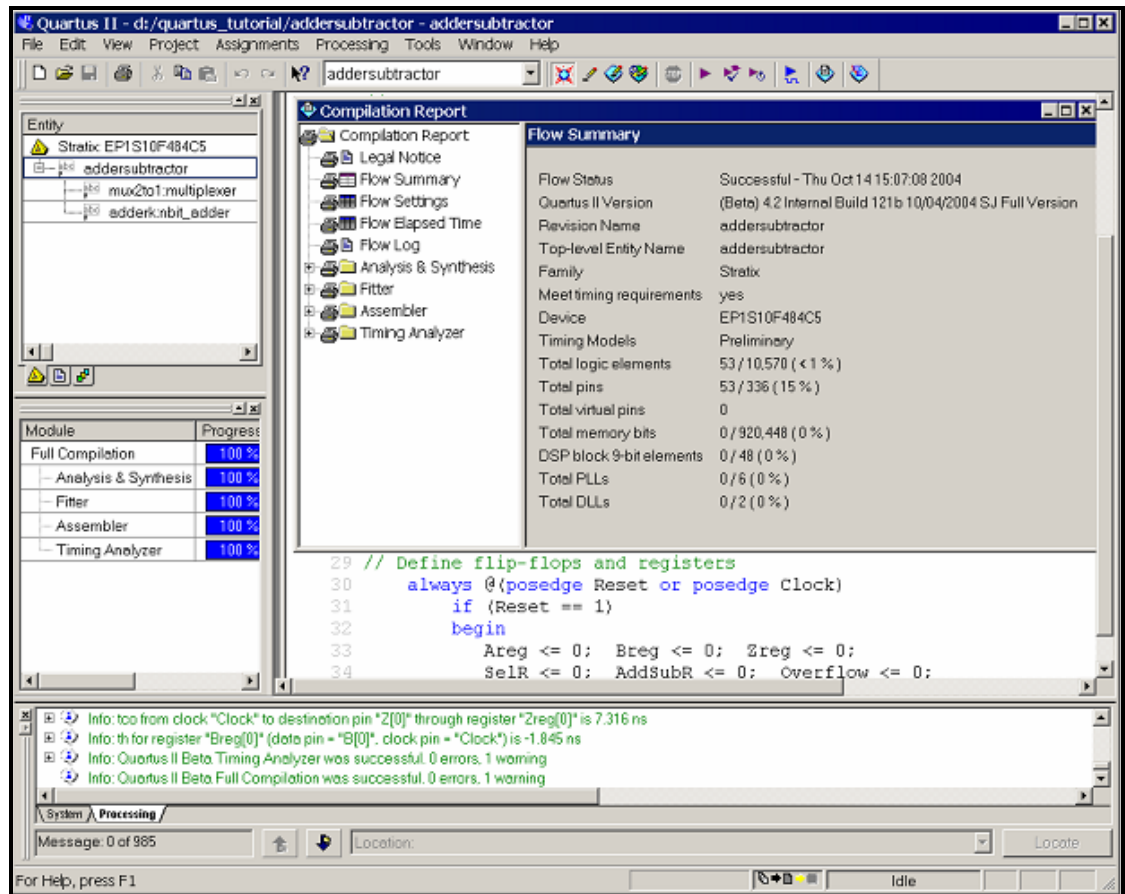 Quartus II - d:/quartus_tutorial/addersubtractor - addersubtractor
File Edit View Project Assignments Processing Tools Window Help
addersubtractor
Entity
Stratix: EP1S10F484C5
addersubtractor
mux2to1:multiplexer
adderk:nbit_adder
Module Progress
Full Compilation 100 %
Analysis & Synthesis 100 %
Fitter 100 %
Assembler 100 %
Timing Analyzer 100 %
Compilation Report
Compilation Report
Legal Notice
Flow Summary
Flow Settings
Flow Elapsed Time
Flow Log
Analysis & Synthesis
Fitter
Assembler
Timing Analyzer
Flow Summary
Flow Status Successful - Thu Oct 14 15:07:08 2004
Quartus II Version (Beta) 4.2 Internal Build 121b 10/04/2004 SJ Full Version
Revision Name addersubtractor
Top-level Entity Name addersubtractor
Family Stratix
Meet timing requirements yes
Device EP1S10F484C5
Timing Models Preliminary
Total logic elements 53 / 10,570 ( < 1 % )
Total pins 53 / 336 ( 15 % )
Total virtual pins 0
Total memory bits 0 / 920,448 ( 0 % )
DSP block 9-bit elements 0 / 48 ( 0 % )
Total PLLs 0 / 6 ( 0 % )
Total DLLs 0 / 2 ( 0 % )
29 // Define flip-flops and registers
30 always @(posedge Reset or posedge Clock)
31 if (Reset == 1)
32 begin
33 Areg <= 0; Breg <= 0; Zreg <= 0;
34 SelR <= 0; AddSubR <= 0; Overflow <= 0;
Info: tco from clock "Clock" to destination pin "Z[0]" through register "Zreg[0]" is 7.316 ns
Info: th for register "Breg[0]" (data pin = "B[0]", clock pin = "Clock") is -1.845 ns
Info: Quartus II Beta Timing Analyzer was successful. 0 errors, 1 warning
Info: Quartus II Beta Full Compilation was successful. 0 errors, 1 warning
System Processing
Message: 0 of 985
Location:
Locate
For Help, press F1
Idle